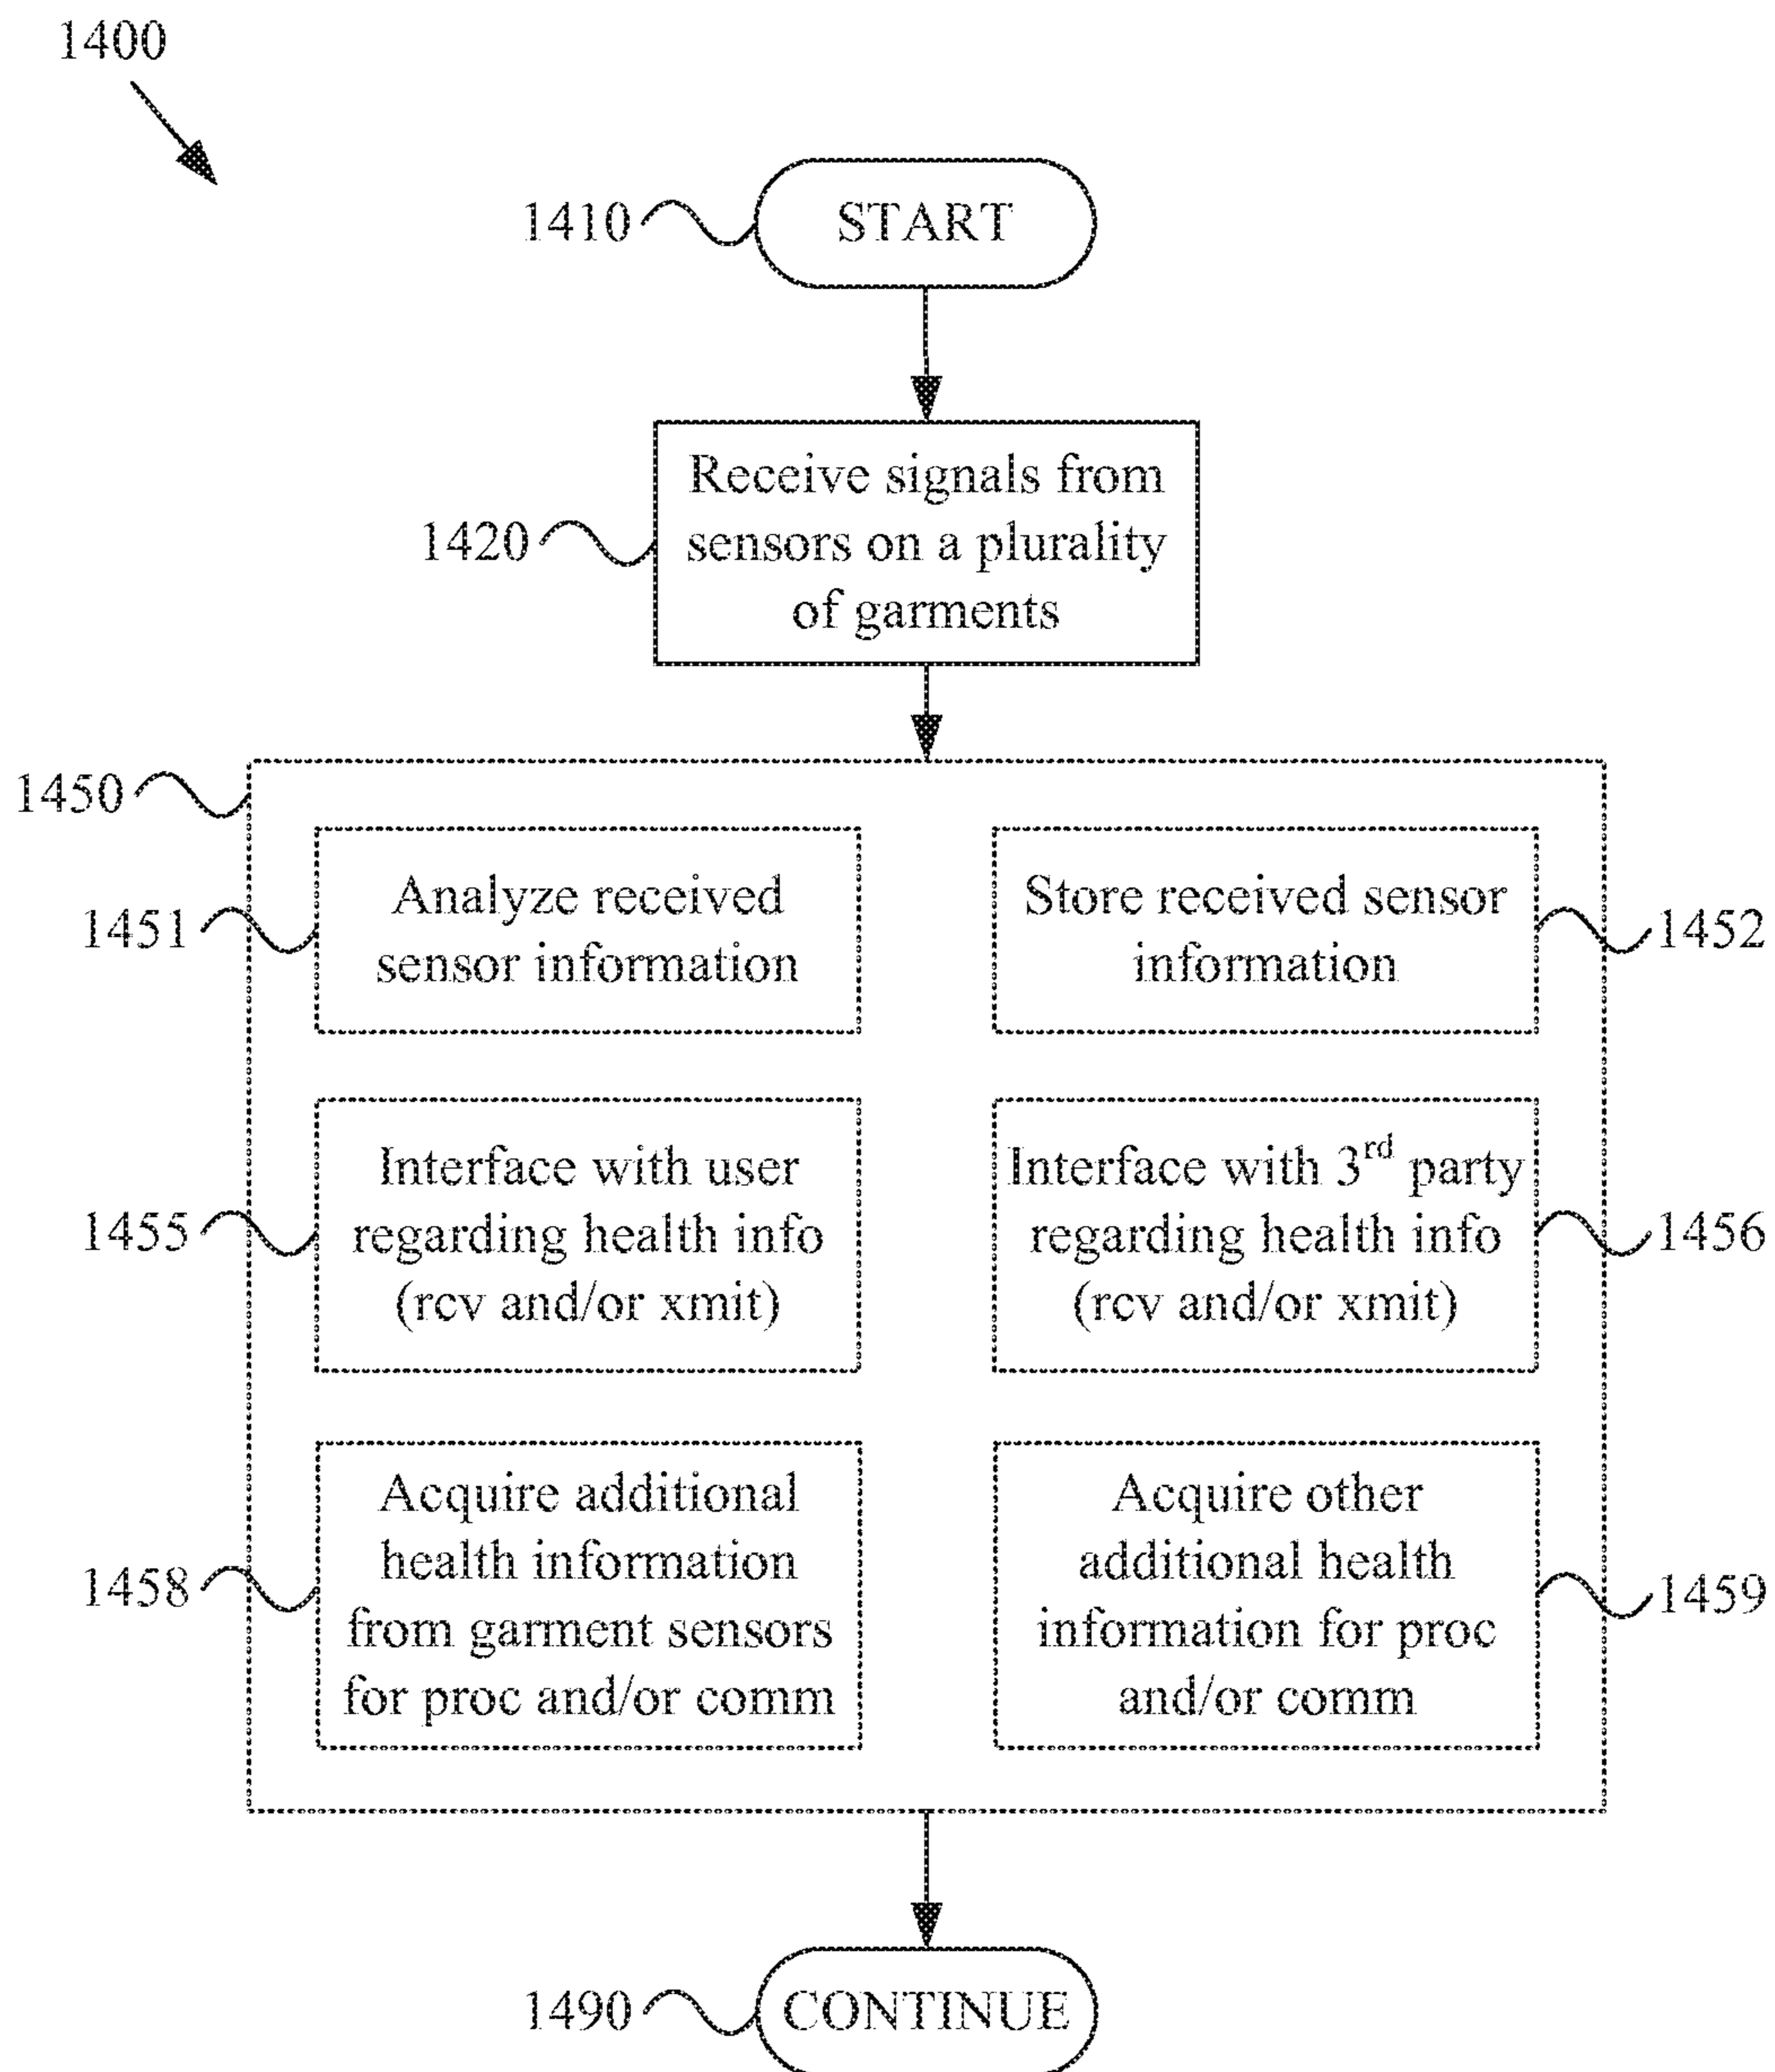 1400
1410
START
Receive signals from
1420
sensors on a plurality
of garments
1450
Analyze received
sensor information
1451
Store received sensor
information
1452
Interface with user
regarding health info
(rcv and/or xmit)
1455
Interface with 3rd party
regarding health info
(rcv and/or xmit)
1456
Acquire additional
health information
from garment sensors
for proc and/or comm
1458
Acquire other
additional health
information for proc
and/or comm
1459
1490
CONTINUE